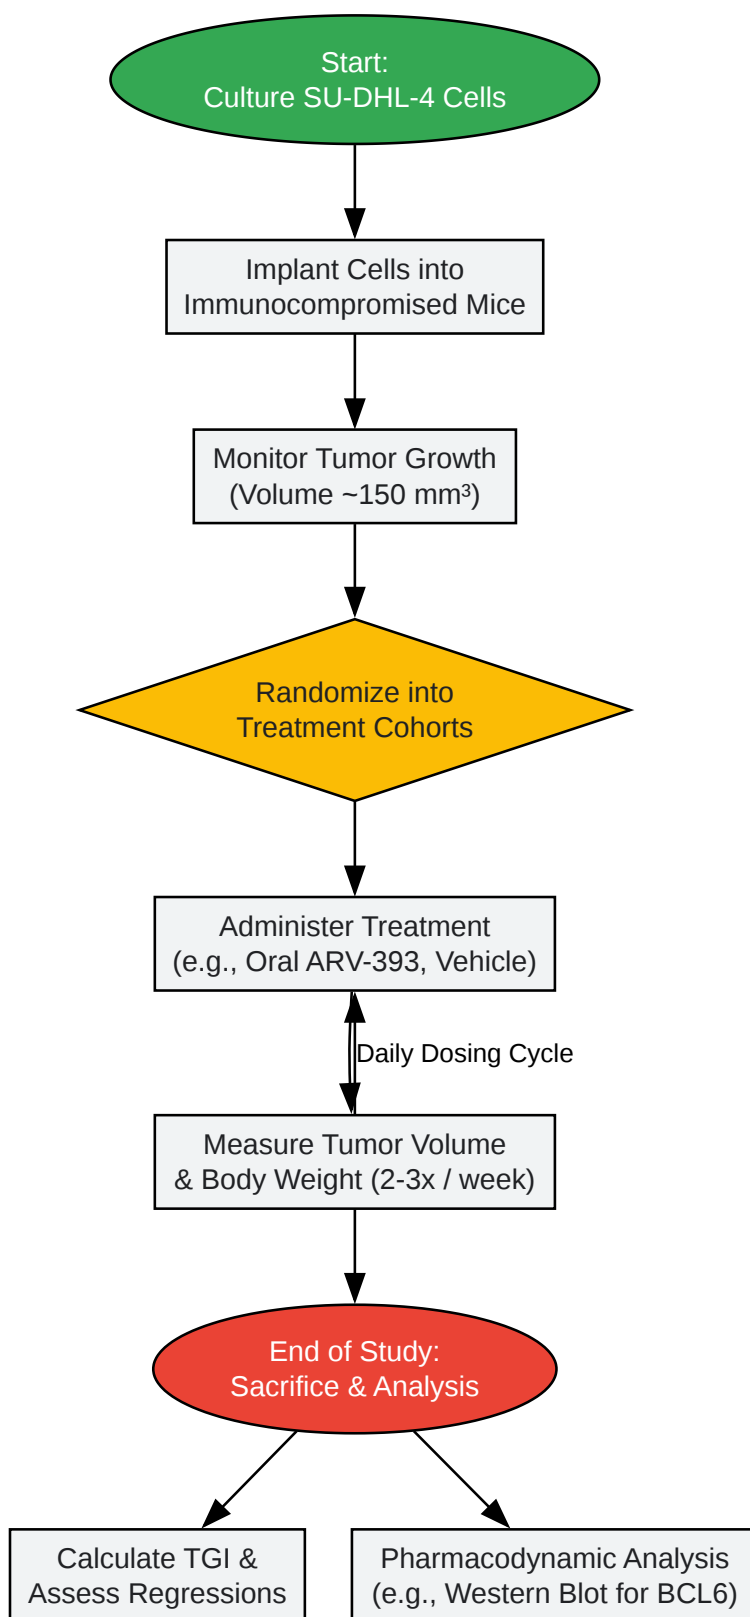 Start:
Culture SU-DHL-4 Cells
Implant Cells into
Immunocompromised Mice
Monitor Tumor Growth
(Volume ~150 mm³)
Randomize into
Treatment Cohorts
Administer Treatment
(e.g., Oral ARV-393, Vehicle)
Daily Dosing Cycle
Measure Tumor Volume
& Body Weight (2-3x / week)
End of Study:
Sacrifice & Analysis
Calculate TGI &
Assess Regressions
Pharmacodynamic Analysis
(e.g., Western Blot for BCL6)